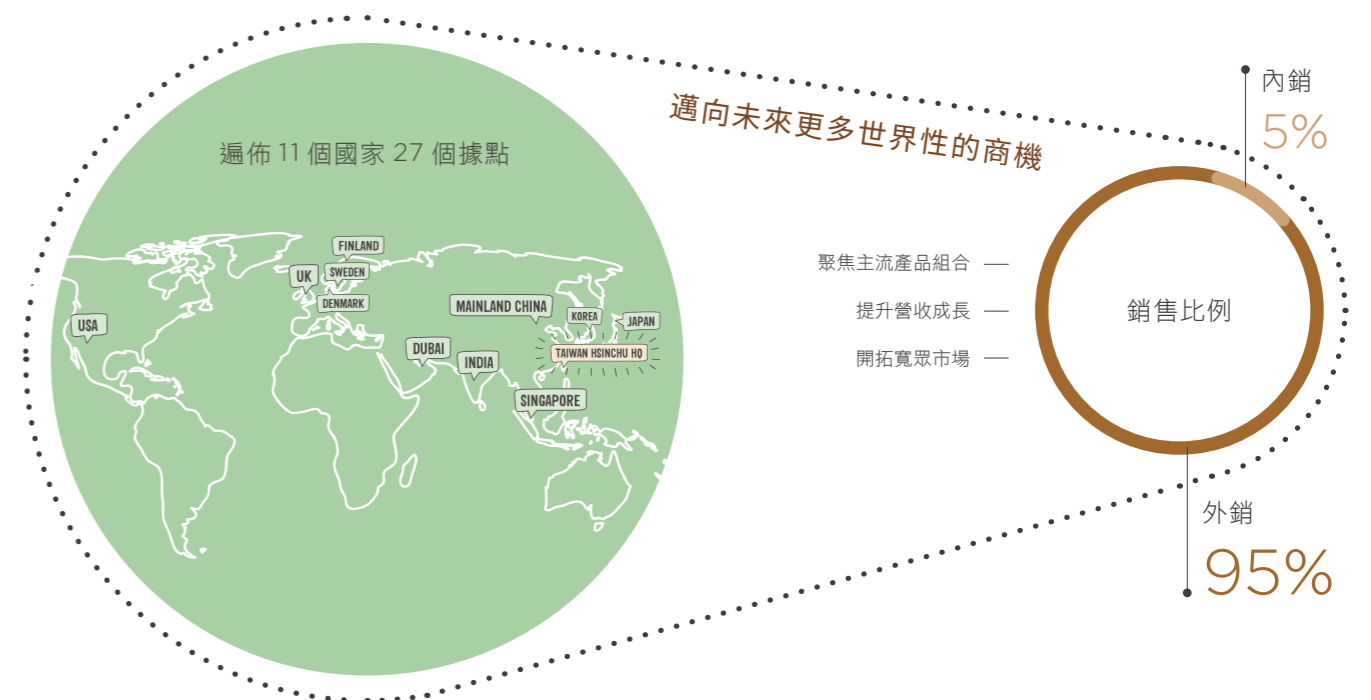 遍佈 11 個國家 27 個據點
FINLAND
UK
SWEDEN
DENMARK
USA
MAINLAND CHINA
KOREA
JAPAN
TAIWAN HSINCHU HQ
DUBAI
INDIA
SINGAPORE
邁向未來更多世界性的商機
聚焦主流產品組合
提升營收成長
開拓寬眾市場
內銷
5%
銷售比例
外銷
95%